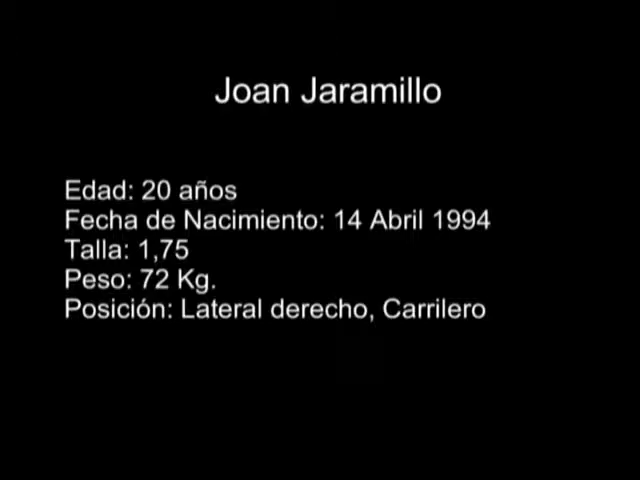 Joan Jaramillo
Edad: 20 años
Fecha de Nacimiento: 14 Abril 1994
Talla: 1,75
Peso: 72 Kg.
Posición: Lateral derecho, Carrilero